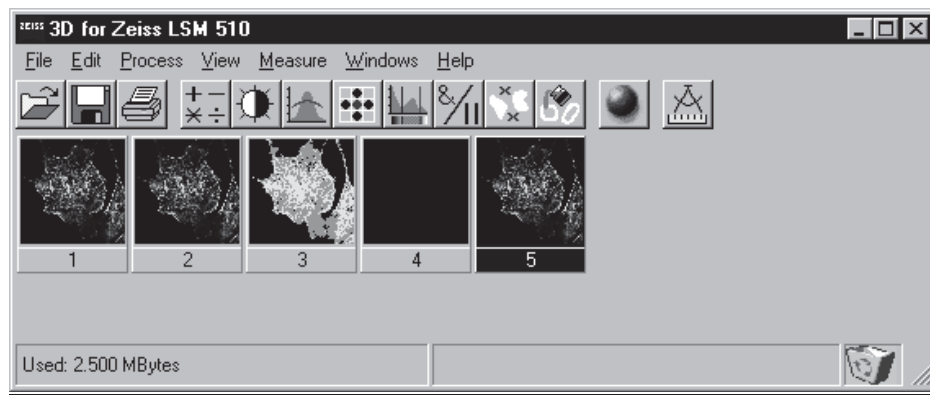 ZEISS 3D for Zeiss LSM 510
File Edit Process View Measure Windows Help
+ − × ÷ &/||
1 2 3 4 5
Used: 2.500 MBytes